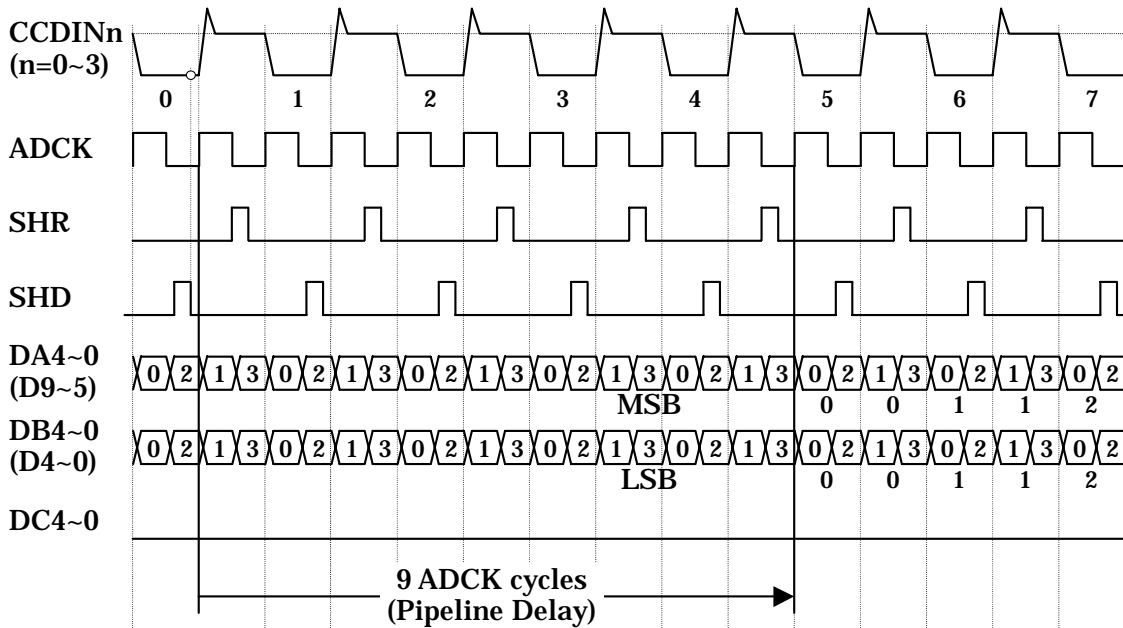 CCDINn
(n=0~3)
0 1 2 3 4 5 6 7
ADCK
SHR
SHD
DA4~0
(D9~5)
0 2 1 3 0 2 1 3 0 2 1 3 0 2 1 3 0 2 1 3 0 2 1 3 0 2 1 3 0 2
MSB 0 0 1 1 2
DB4~0
(D4~0)
0 2 1 3 0 2 1 3 0 2 1 3 0 2 1 3 0 2 1 3 0 2 1 3 0 2 1 3 0 2
LSB 0 0 1 1 2
DC4~0
9 ADCK cycles
(Pipeline Delay)